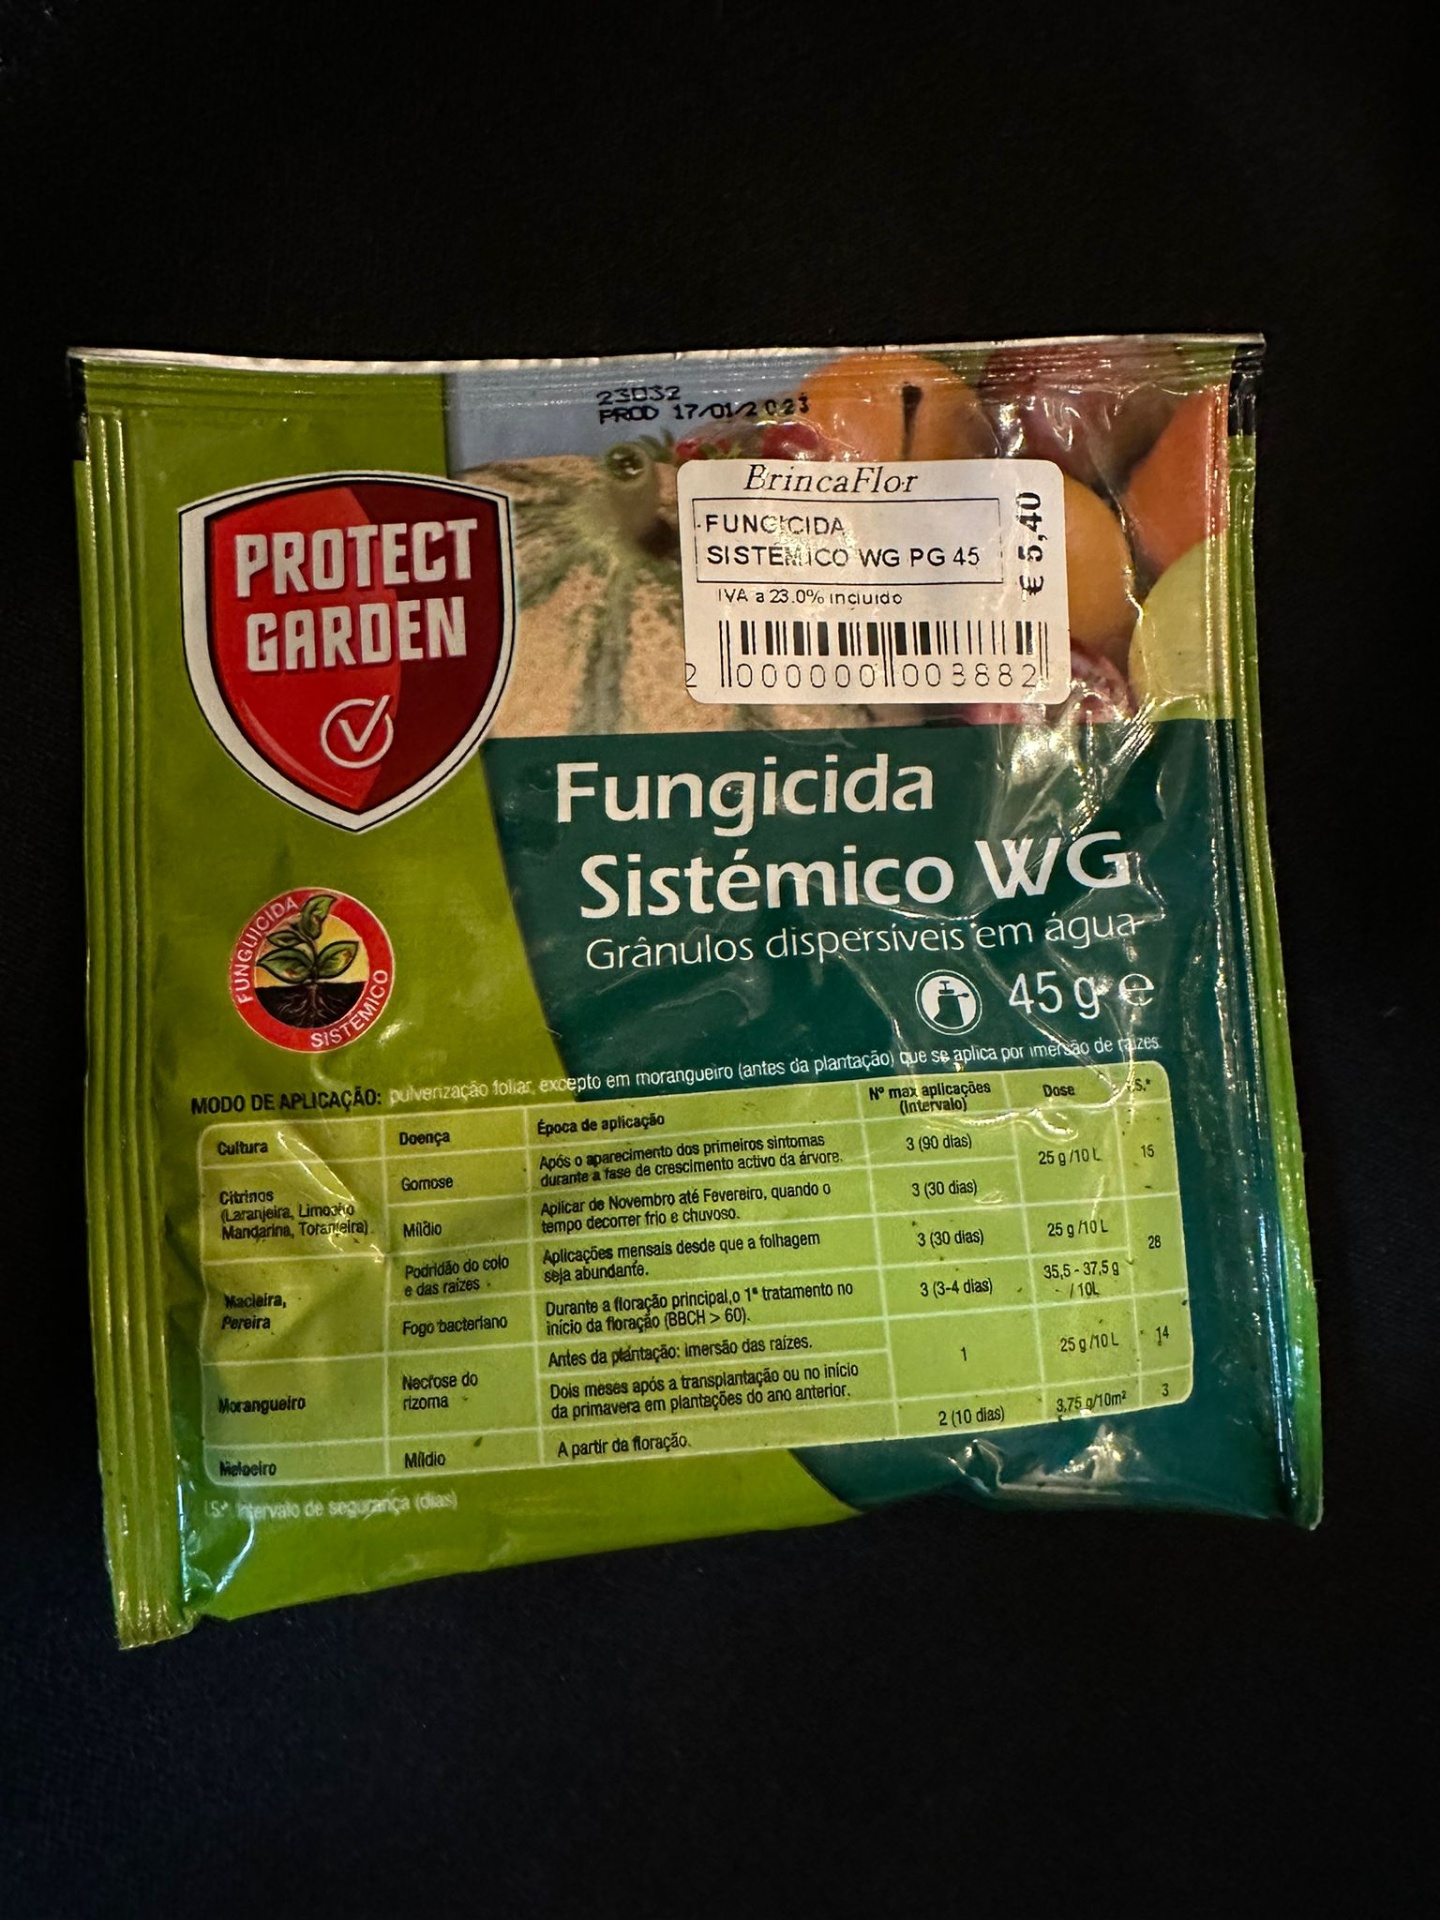 23032
PROD 17/01/2023
BrincaFlor
FUNGICIDA
SISTÉMICO WG PG 45
€ 5,40
IVA a 23.0% incluido
2 000000 003882
PROTECT
GARDEN
Fungicida
Sistémico WG
Grânulos dispersíveis em água
45 g e
FUNGUICIDA
SISTEMICO
MODO DE APLICAÇÃO: pulverização foliar, excepto em morangueiro (antes da plantação) que se aplica por imersão de raízes
Cultura
Doença
Época de aplicação
Nº max aplicações
(Intervalo)
Dose
I.S.*
Citrinos
(Laranjeira, Limoeiro
Mandarina, Toranjeira)
Gomose
Após o aparecimento dos primeiros sintomas
durante a fase de crescimento activo da árvore.
3 (90 dias)
25 g /10 L
15
Míldio
Aplicar de Novembro até Fevereiro, quando o
tempo decorrer frio e chuvoso.
3 (30 dias)
Macieira,
Pereira
Podridão do colo
e das raízes
Aplicações mensais desde que a folhagem
seja abundante.
3 (30 dias)
25 g /10 L
28
Fogo bacteriano
Durante a floração principal,o 1º tratamento no
início da floração (BBCH > 60).
3 (3-4 dias)
35,5 - 37,5 g
/ 10L
Morangueiro
Necrose do
rizoma
Antes da plantação: imersão das raízes.
Dois meses após a transplantação ou no início
da primavera em plantações do ano anterior.
1
25 g /10 L
14
Meloeiro
Míldio
A partir da floração.
2 (10 dias)
3,75 g/10m²
3
I.S.* Intervalo de segurança (dias)